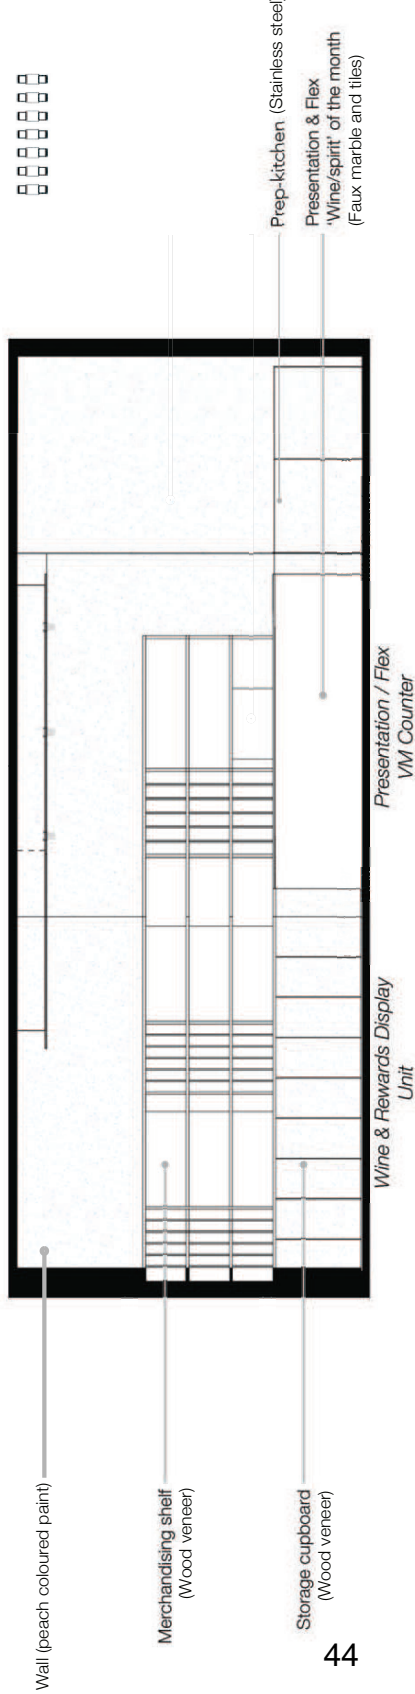 Wall (peach coloured paint)
Merchandising shelf
(Wood veneer)
Storage cupboard
(Wood veneer)
Wine & Rewards Display
Unit
Presentation / Flex
VM Counter
Prep-kitchen (Stainless steel)
Presentation & Flex
'Wine/spirit' of the month
(Faux marble and tiles)
44